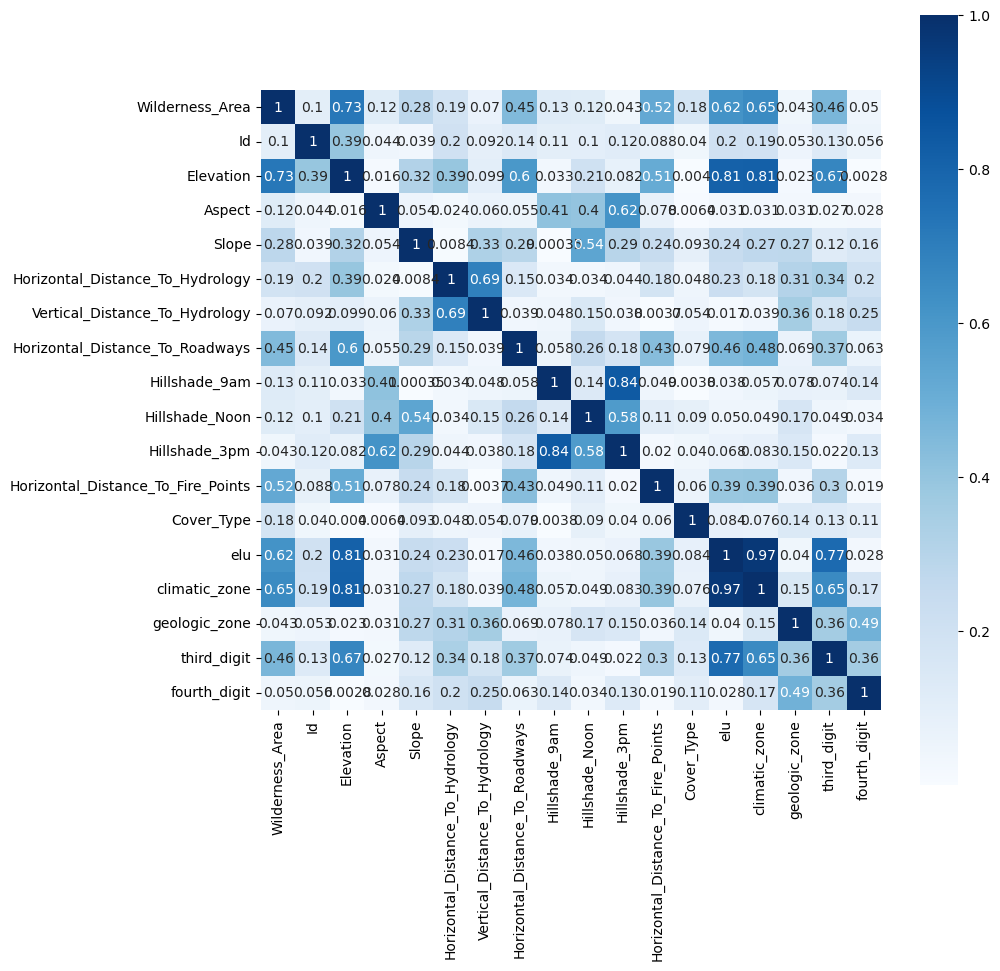 1.0
Wilderness_Area 1 0.1 0.73 0.12 0.28 0.19 0.07 0.45 0.13 0.12 0.043 0.52 0.18 0.62 0.65 0.043 0.46 0.05
Id 0.1 1 0.39 0.044 0.039 0.2 0.092 0.14 0.11 0.1 0.12 0.088 0.04 0.2 0.19 0.053 0.13 0.056
0.8
Elevation 0.73 0.39 1 0.016 0.32 0.39 0.099 0.6 0.033 0.21 0.082 0.51 0.004 0.81 0.81 0.023 0.67 0.0028
Aspect 0.12 0.044 0.016 1 0.054 0.024 0.06 0.055 0.41 0.4 0.62 0.078 0.0064 0.031 0.031 0.031 0.027 0.028
Slope 0.28 0.039 0.32 0.054 1 0.0084 0.33 0.29 0.00035 0.54 0.29 0.24 0.093 0.24 0.27 0.27 0.12 0.16
Horizontal_Distance_To_Hydrology 0.19 0.2 0.39 0.024 0.0084 1 0.69 0.15 0.034 0.034 0.044 0.18 0.048 0.23 0.18 0.31 0.34 0.2
Vertical_Distance_To_Hydrology 0.07 0.092 0.099 0.06 0.33 0.69 1 0.039 0.048 0.15 0.038 0.0037 0.054 0.017 0.039 0.36 0.18 0.25
0.6
Horizontal_Distance_To_Roadways 0.45 0.14 0.6 0.055 0.29 0.15 0.039 1 0.058 0.26 0.18 0.43 0.079 0.46 0.48 0.069 0.37 0.063
Hillshade_9am 0.13 0.11 0.033 0.41 0.00035 0.034 0.048 0.058 1 0.14 0.84 0.049 0.0038 0.038 0.057 0.078 0.074 0.14
Hillshade_Noon 0.12 0.1 0.21 0.4 0.54 0.034 0.15 0.26 0.14 1 0.58 0.11 0.09 0.05 0.049 0.17 0.049 0.034
Hillshade_3pm 0.043 0.12 0.082 0.62 0.29 0.044 0.038 0.18 0.84 0.58 1 0.02 0.04 0.068 0.083 0.15 0.022 0.13
0.4
Horizontal_Distance_To_Fire_Points 0.52 0.088 0.51 0.078 0.24 0.18 0.0037 0.43 0.049 0.11 0.02 1 0.06 0.39 0.39 0.036 0.3 0.019
Cover_Type 0.18 0.04 0.004 0.0064 0.093 0.048 0.054 0.079 0.0038 0.09 0.04 0.06 1 0.084 0.076 0.14 0.13 0.11
elu 0.62 0.2 0.81 0.031 0.24 0.23 0.017 0.46 0.038 0.05 0.068 0.39 0.084 1 0.97 0.04 0.77 0.028
climatic_zone 0.65 0.19 0.81 0.031 0.27 0.18 0.039 0.48 0.057 0.049 0.083 0.39 0.076 0.97 1 0.15 0.65 0.17
geologic_zone 0.043 0.053 0.023 0.031 0.27 0.31 0.36 0.069 0.078 0.17 0.15 0.036 0.14 0.04 0.15 1 0.36 0.49
0.2
third_digit 0.46 0.13 0.67 0.027 0.12 0.34 0.18 0.37 0.074 0.049 0.022 0.3 0.13 0.77 0.65 0.36 1 0.36
fourth_digit 0.05 0.056 0.0028 0.028 0.16 0.2 0.25 0.063 0.14 0.034 0.13 0.019 0.11 0.028 0.17 0.49 0.36 1
Wilderness_Area
Id
Elevation
Aspect
Slope
Horizontal_Distance_To_Hydrology
Vertical_Distance_To_Hydrology
Horizontal_Distance_To_Roadways
Hillshade_9am
Hillshade_Noon
Hillshade_3pm
Horizontal_Distance_To_Fire_Points
Cover_Type
elu
climatic_zone
geologic_zone
third_digit
fourth_digit